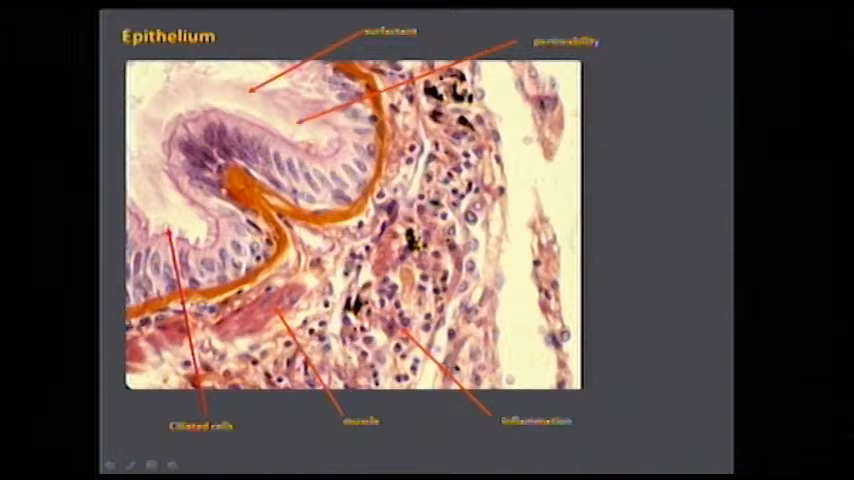 Epithelium
surfactant
permeability
Ciliated cells
muscle
Inflammation